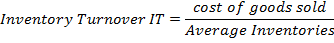 Inventory Turnover IT = cost of goods sold / Average Inventories